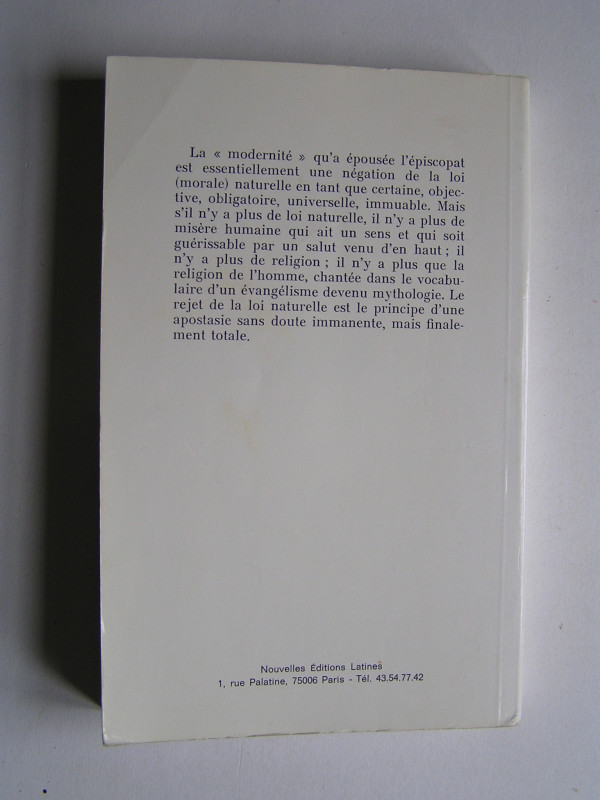 La « modernité » qu'a épousée l'épiscopat
est essentiellement une négation de la loi
(morale) naturelle en tant que certaine, objec-
tive, obligatoire, universelle, immuable. Mais
s'il n'y a plus de loi naturelle, il n'y a plus de
misère humaine qui ait un sens et qui soit
guérissable par un salut venu d'en haut ; il
n'y a plus de religion ; il n'y a plus que la
religion de l'homme, chantée dans le vocabu-
laire d'un évangélisme devenu mythologie. Le
rejet de la loi naturelle est le principe d'une
apostasie sans doute immanente, mais finale-
ment totale.
Nouvelles Éditions Latines
1, rue Palatine, 75006 Paris - Tél. 43.54.77.42